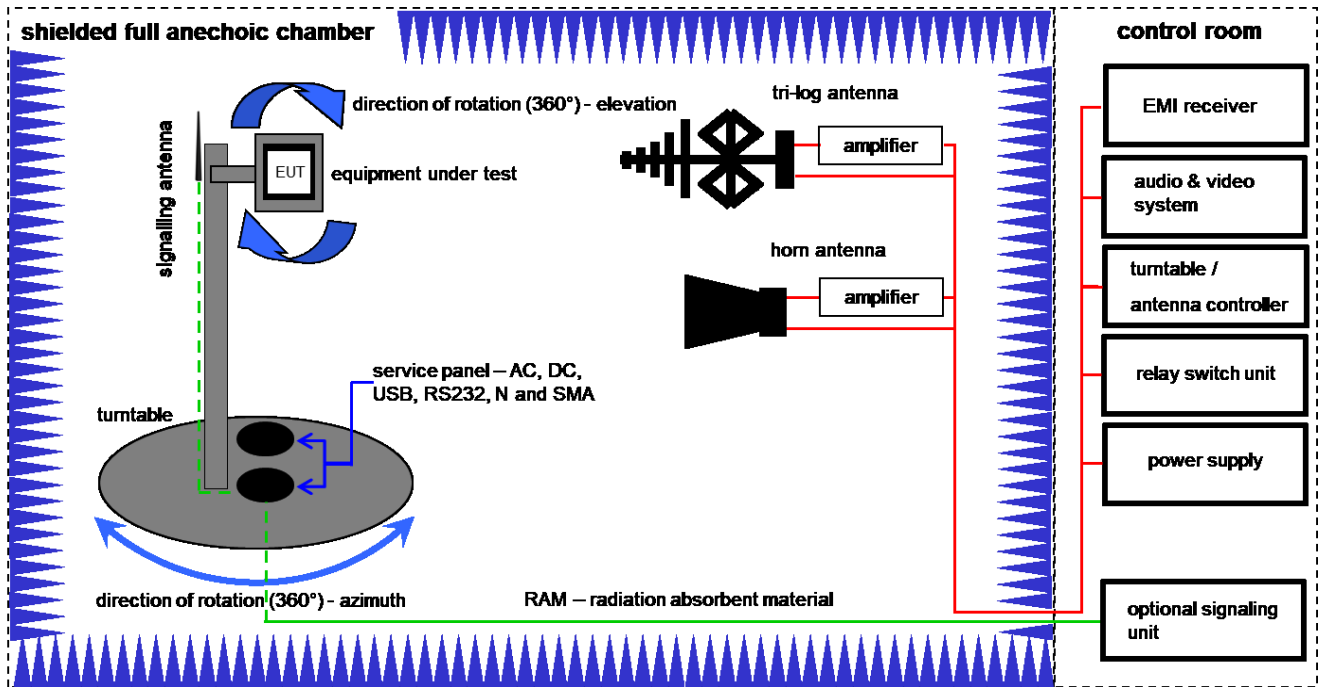 shielded full anechoic chamber
control room
direction of rotation (360°) - elevation
tri-log antenna
EMI receiver
amplifier
signalling antenna
EUT
equipment under test
audio & video
system
horn antenna
amplifier
turntable /
antenna controller
service panel – AC, DC,
USB, RS232, N and SMA
relay switch unit
turntable
power supply
direction of rotation (360°) - azimuth
RAM – radiation absorbent material
optional signaling
unit